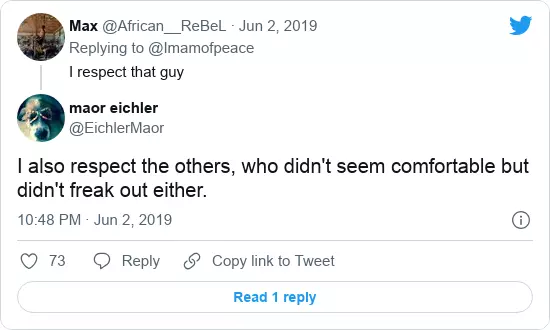 Max @African__ReBeL · Jun 2, 2019
Replying to @Imamofpeace
I respect that guy
maor eichler
@EichlerMaor
I also respect the others, who didn't seem comfortable but
didn't freak out either.
10:48 PM · Jun 2, 2019
73 Reply Copy link to Tweet
Read 1 reply